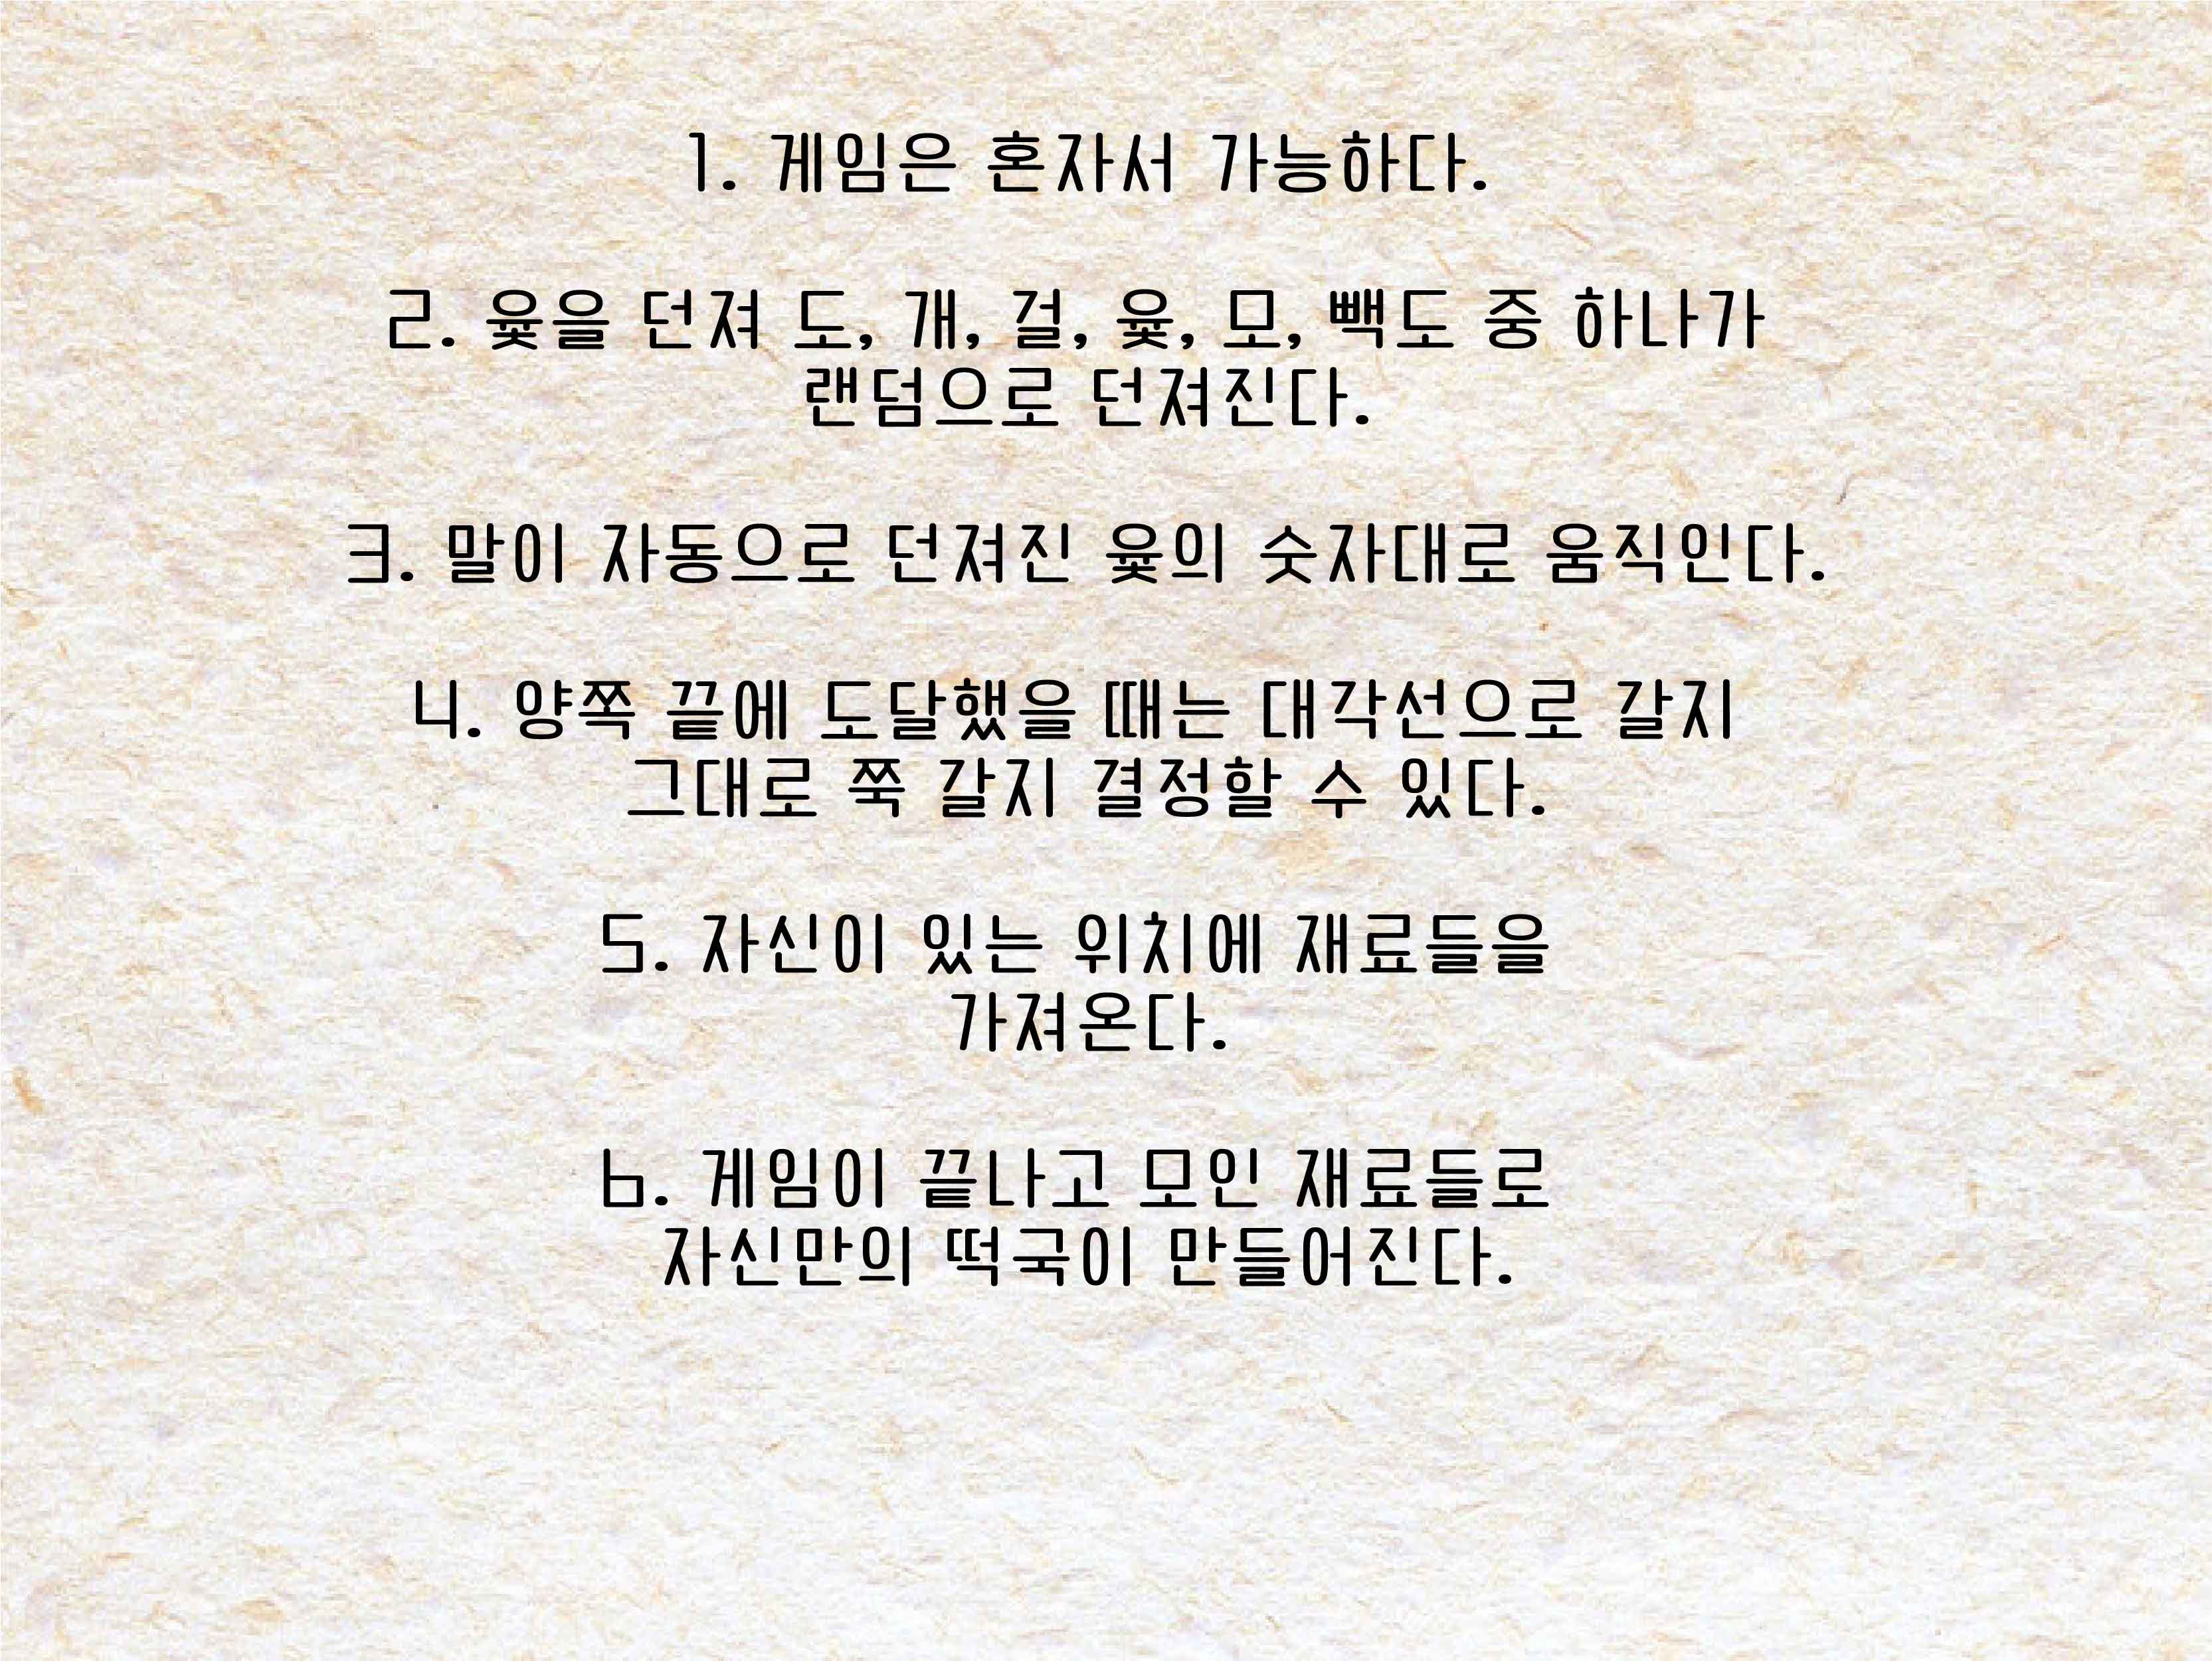 1. 게임은 혼자서 가능하다.
2. 윷을 던져 도, 개, 걸, 윷, 모, 빽도 중 하나가
랜덤으로 던져진다.
3. 말이 자동으로 던져진 윷의 숫자대로 움직인다.
4. 양쪽 끝에 도달했을 때는 대각선으로 갈지
그대로 쭉 갈지 결정할 수 있다.
5. 자신이 있는 위치에 재료들을
가져온다.
6. 게임이 끝나고 모인 재료들로
자신만의 떡국이 만들어진다.